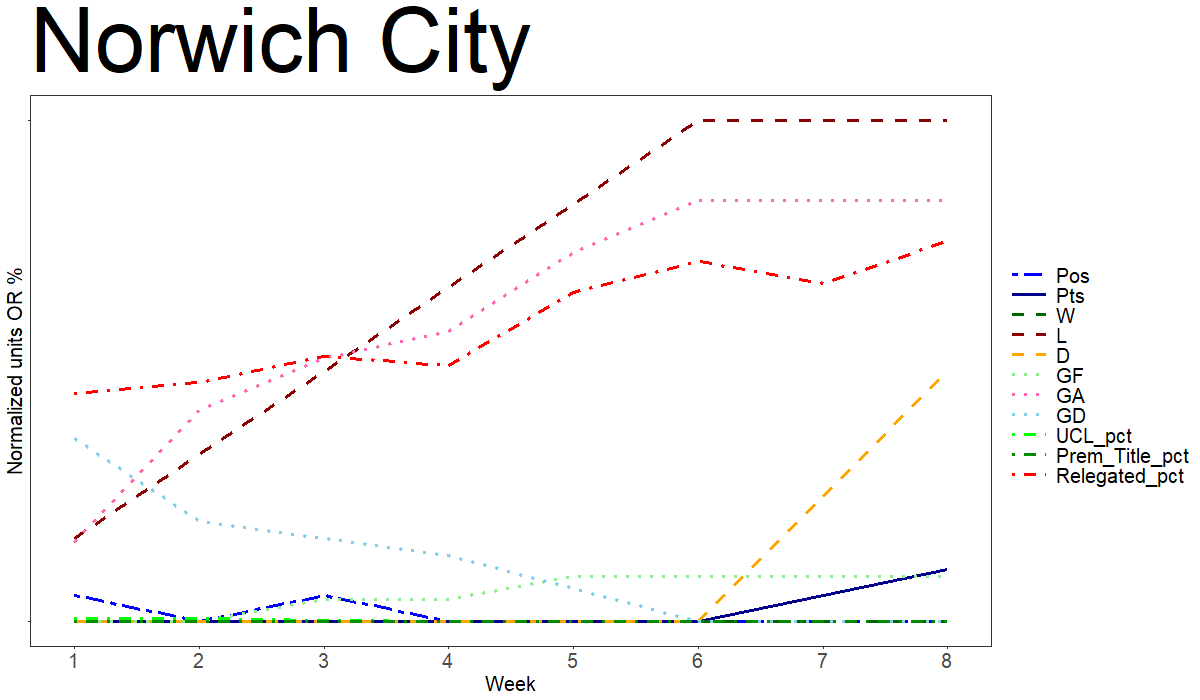 Norwich City
Normalized units OR %
1 2 3 4 5 6 7 8
Week
Pos
Pts
W
L
D
GF
GA
GD
UCL_pct
Prem_Title_pct
Relegated_pct